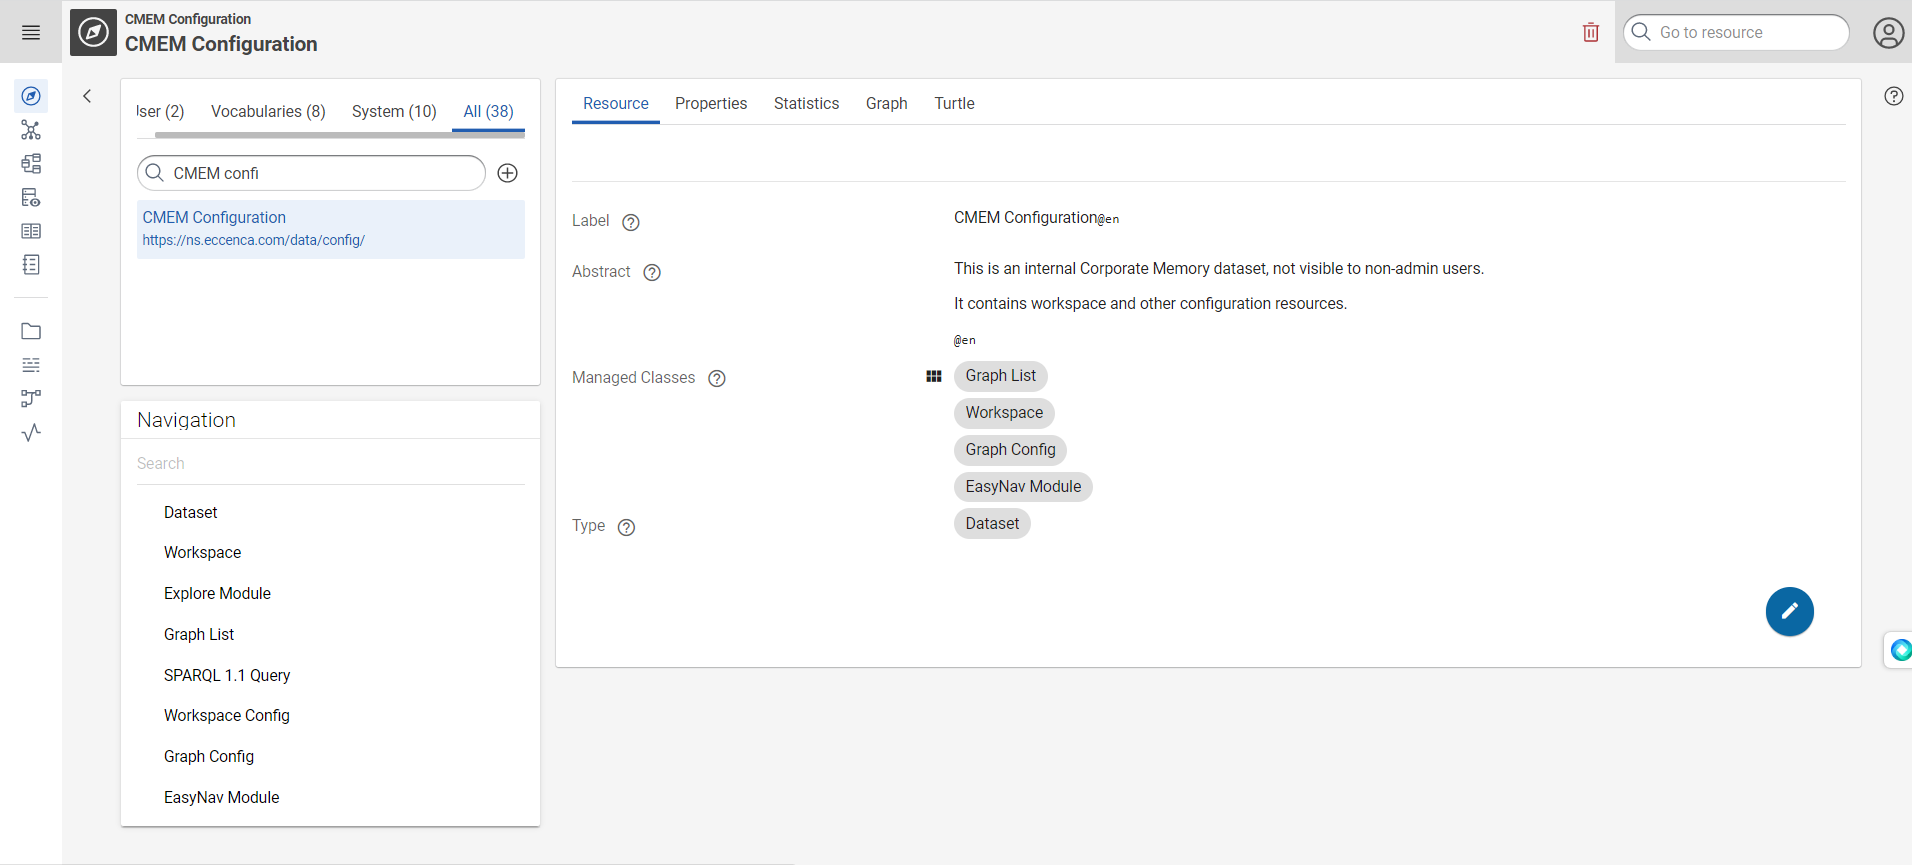 CMEM Configuration
CMEM Configuration
Go to resource
Jser (2) Vocabularies (8) System (10) All (38)
CMEM confi
CMEM Configuration
https://ns.eccenca.com/data/config/
Navigation
Search
Dataset
Workspace
Explore Module
Graph List
SPARQL 1.1 Query
Workspace Config
Graph Config
EasyNav Module
Resource Properties Statistics Graph Turtle
Label ? CMEM Configuration@en
Abstract ? This is an internal Corporate Memory dataset, not visible to non-admin users.
It contains workspace and other configuration resources.
@en
Managed Classes ? Graph List
Workspace
Graph Config
EasyNav Module
Type ? Dataset
?